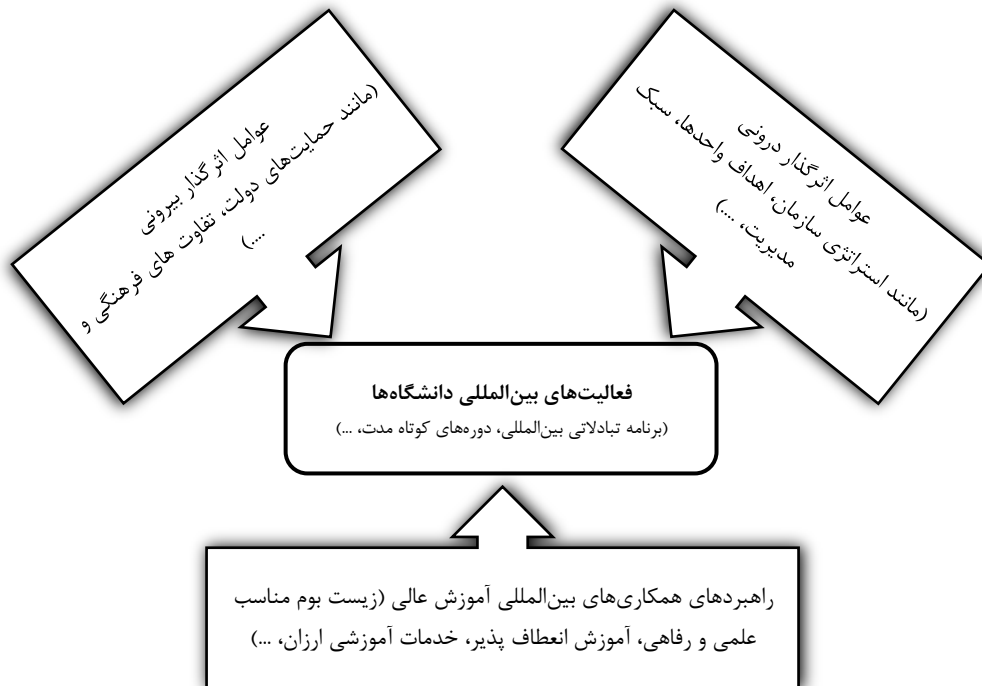 عوامل اثرگذار درونی
(مانند استراتژی سازمان، اهداف واحدها، سبک
مدیریت، ....)
عوامل اثرگذار بیرونی
(مانند حمایت‌های دولت، تفاوت های فرهنگی و
....)
فعالیت‌های بین‌المللی دانشگاه‌ها
(برنامه تبادلاتی بین‌المللی، دوره‌های کوتاه مدت، ...)
راهبردهای همکاری‌های بین‌المللی آموزش عالی (زیست بوم مناسب
علمی و رفاهی، آموزش انعطاف پذیر، خدمات آموزشی ارزان، ...)